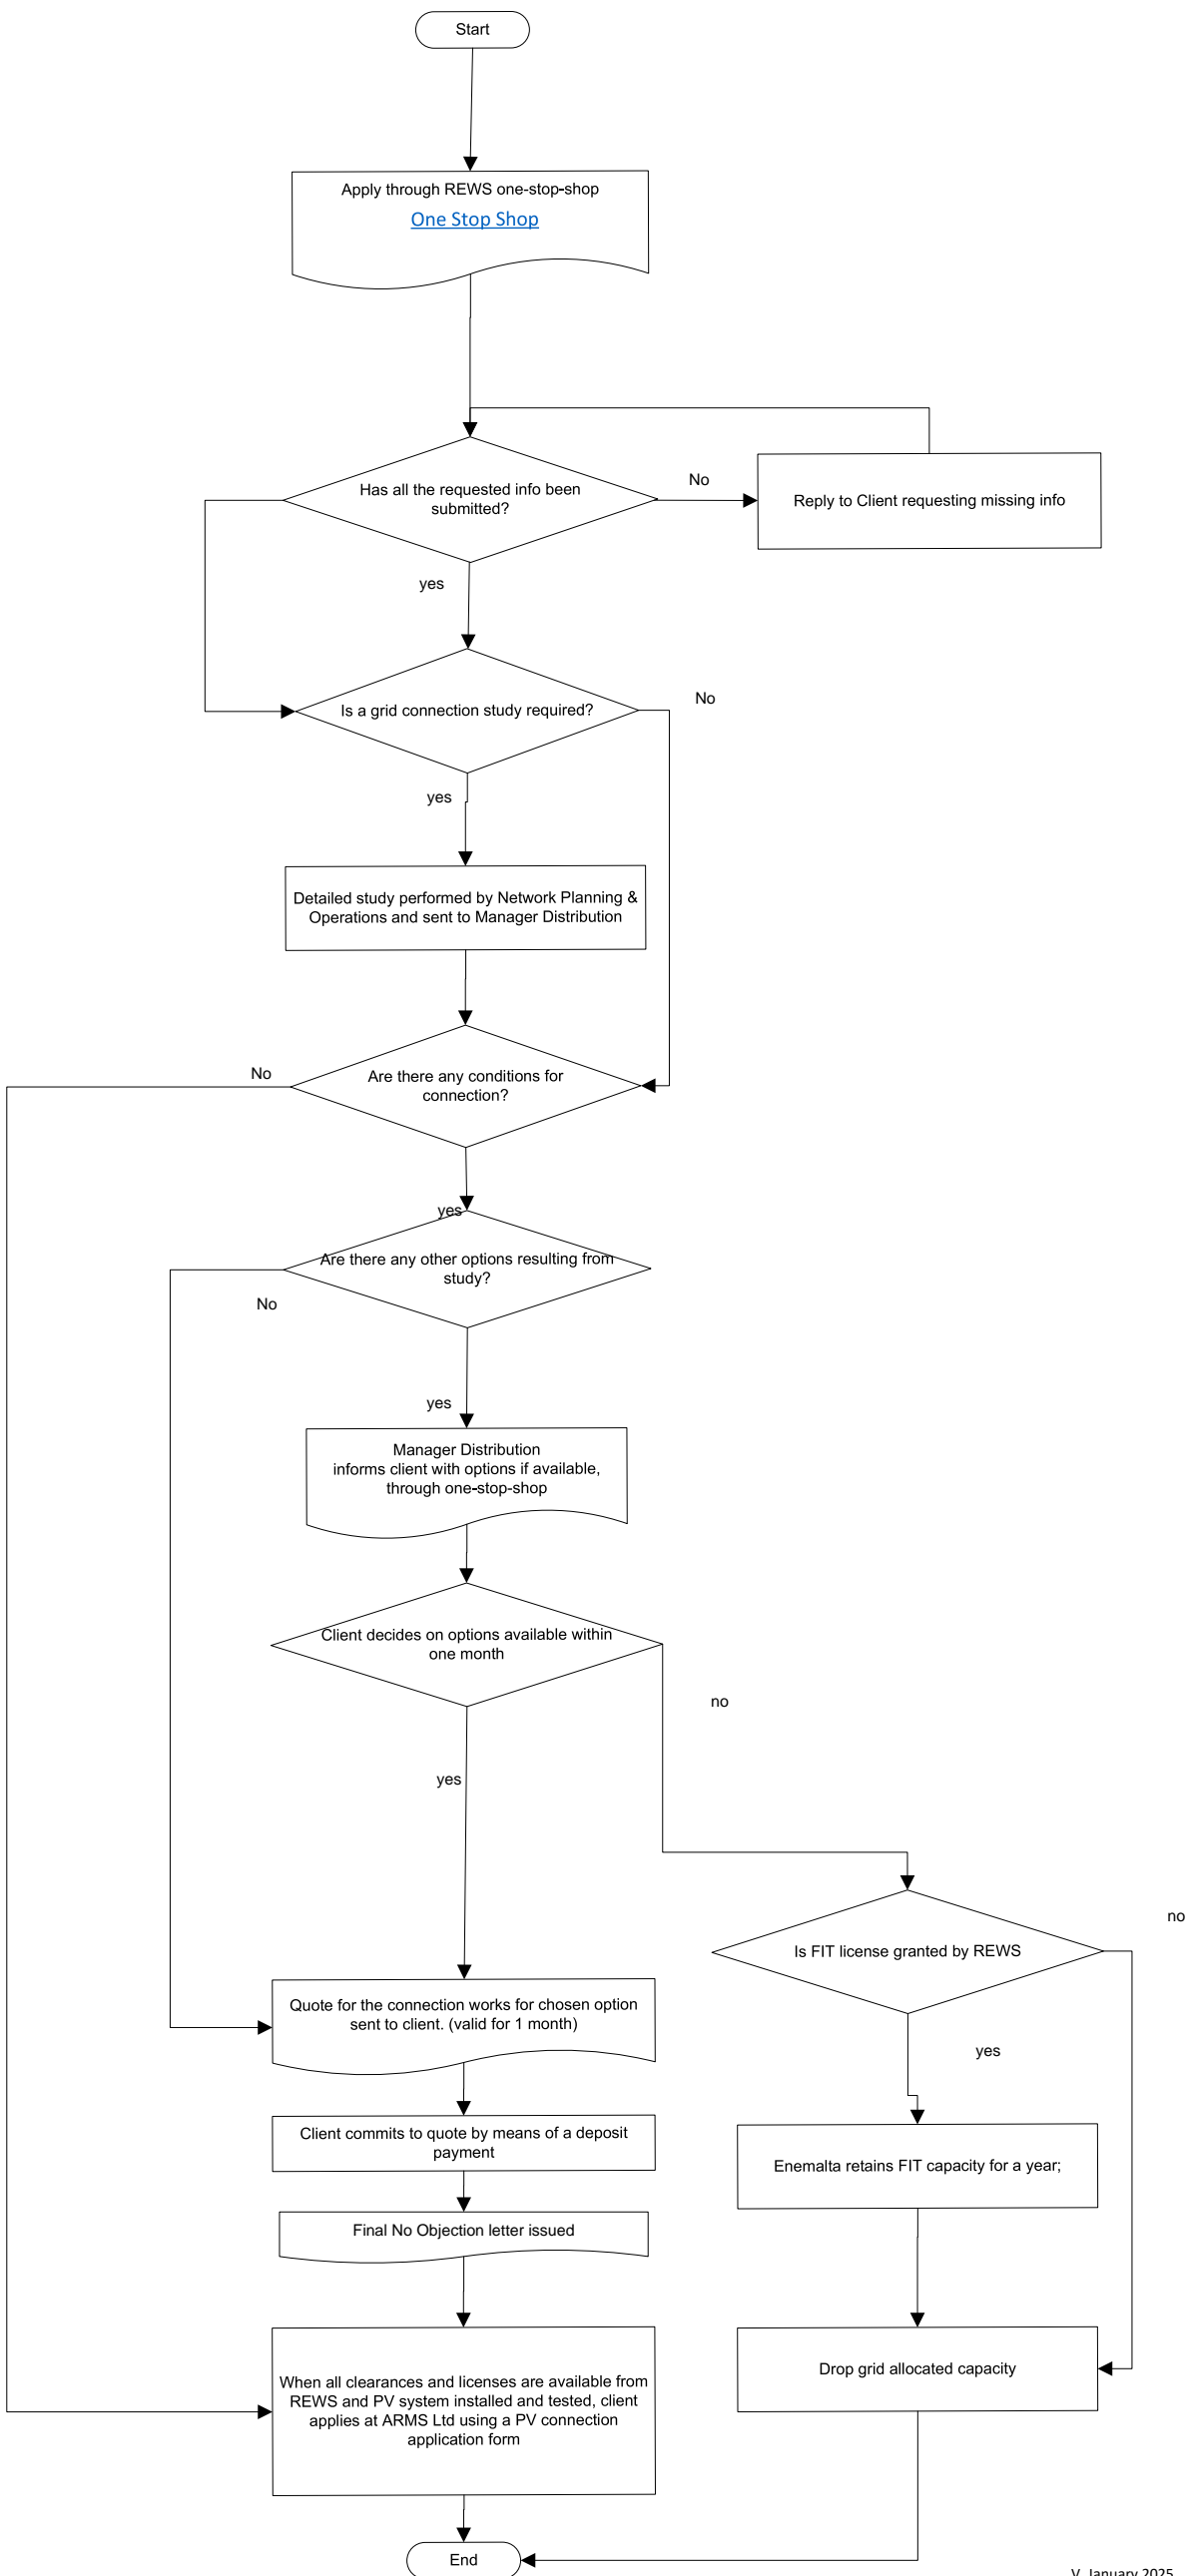 Start
Apply through REWS one-stop-shop
One Stop Shop
Has all the requested info been
submitted?
No
Reply to Client requesting missing info
yes
Is a grid connection study required?
No
yes
Detailed study performed by Network Planning &
Operations and sent to Manager Distribution
No
Are there any conditions for
connection?
yes
Are there any other options resulting from
study?
No
yes
Manager Distribution
informs client with options if available,
through one-stop-shop
Client decides on options available within
one month
no
yes
Is FIT license granted by REWS
no
yes
Quote for the connection works for chosen option
sent to client. (valid for 1 month)
Client commits to quote by means of a deposit
payment
Enemalta retains FIT capacity for a year;
Final No Objection letter issued
When all clearances and licenses are available from
REWS and PV system installed and tested, client
applies at ARMS Ltd using a PV connection
application form
Drop grid allocated capacity
End
V. January 2025